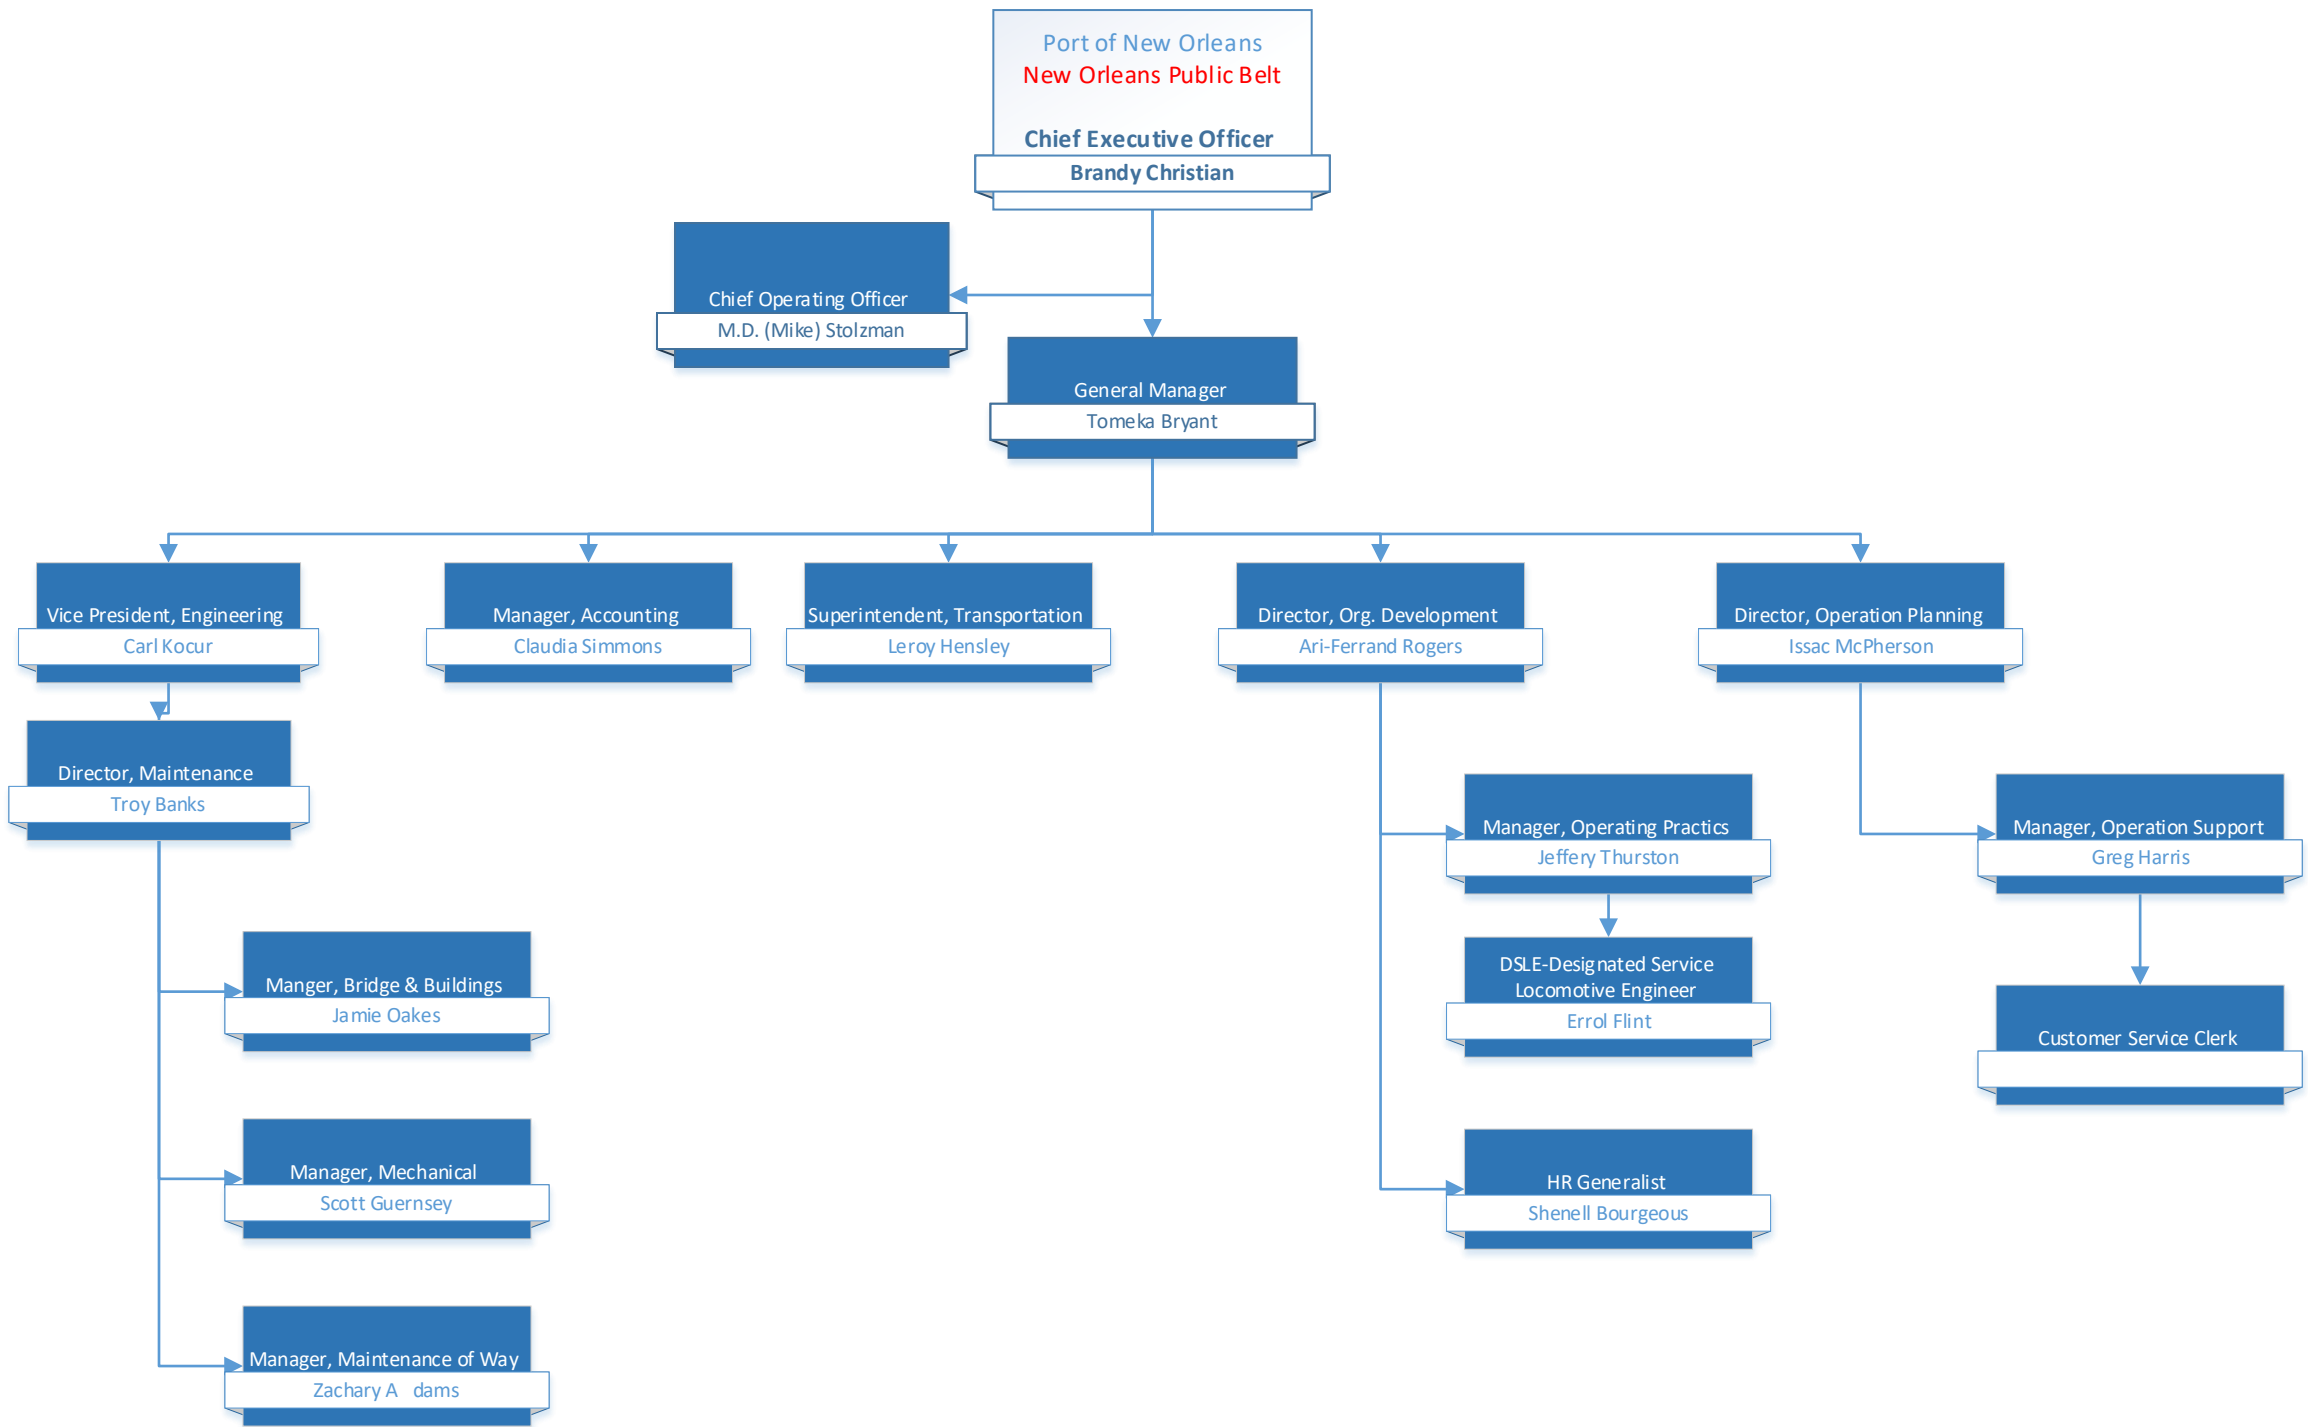 Port of New Orleans
New Orleans Public Belt
Chief Executive Officer
Brandy Christian
Chief Operating Officer
M.D. (Mike) Stolzman
General Manager
Tomeka Bryant
Vice President, Engineering
Carl Kocur
Manager, Accounting
Claudia Simmons
Superintendent, Transportation
Leroy Hensley
Director, Org. Development
Ari-Ferrand Rogers
Director, Operation Planning
Issac McPherson
Director, Maintenance
Troy Banks
Manager, Operating Practics
Jeffery Thurston
Manager, Operation Support
Greg Harris
Manger, Bridge & Buildings
Jamie Oakes
DSLE-Designated Service
Locomotive Engineer
Errol Flint
Customer Service Clerk
Manager, Mechanical
Scott Guernsey
HR Generalist
Shenell Bourgeous
Manager, Maintenance of Way
Zachary A dams